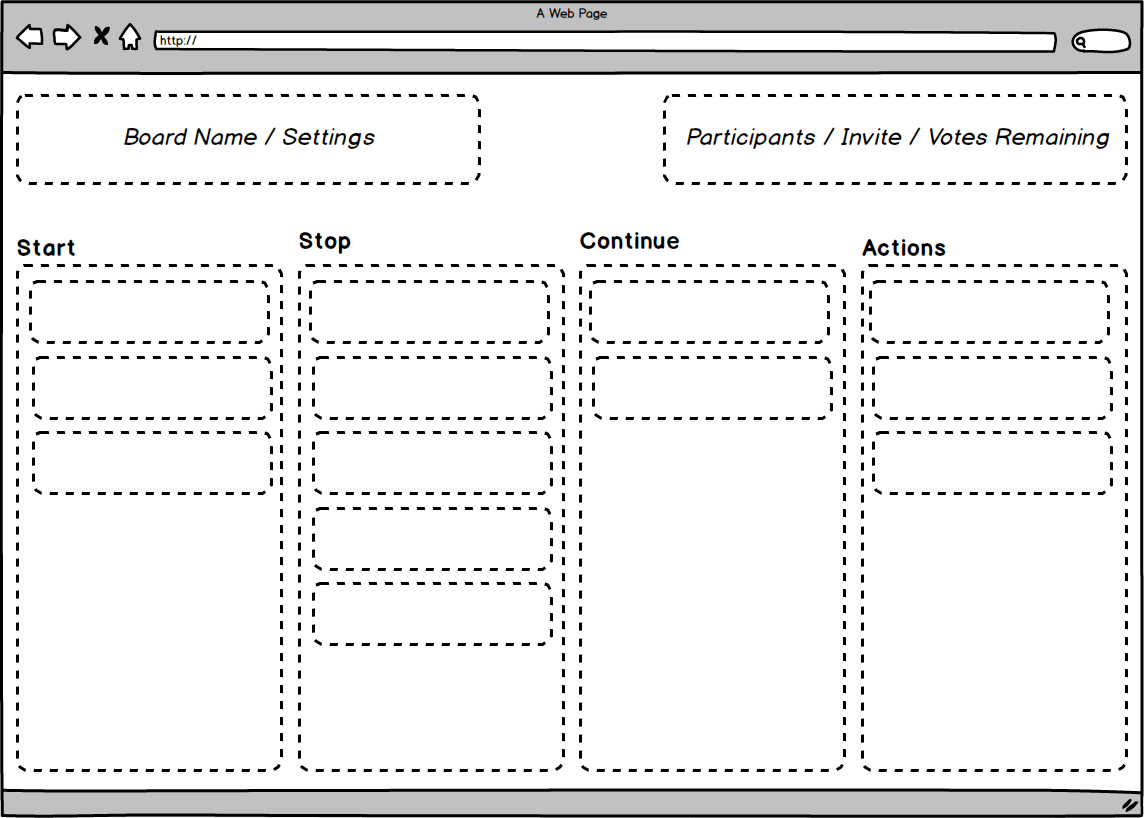 A Web Page
http://
Board Name / Settings
Participants / Invite / Votes Remaining
Start
Stop
Continue
Actions